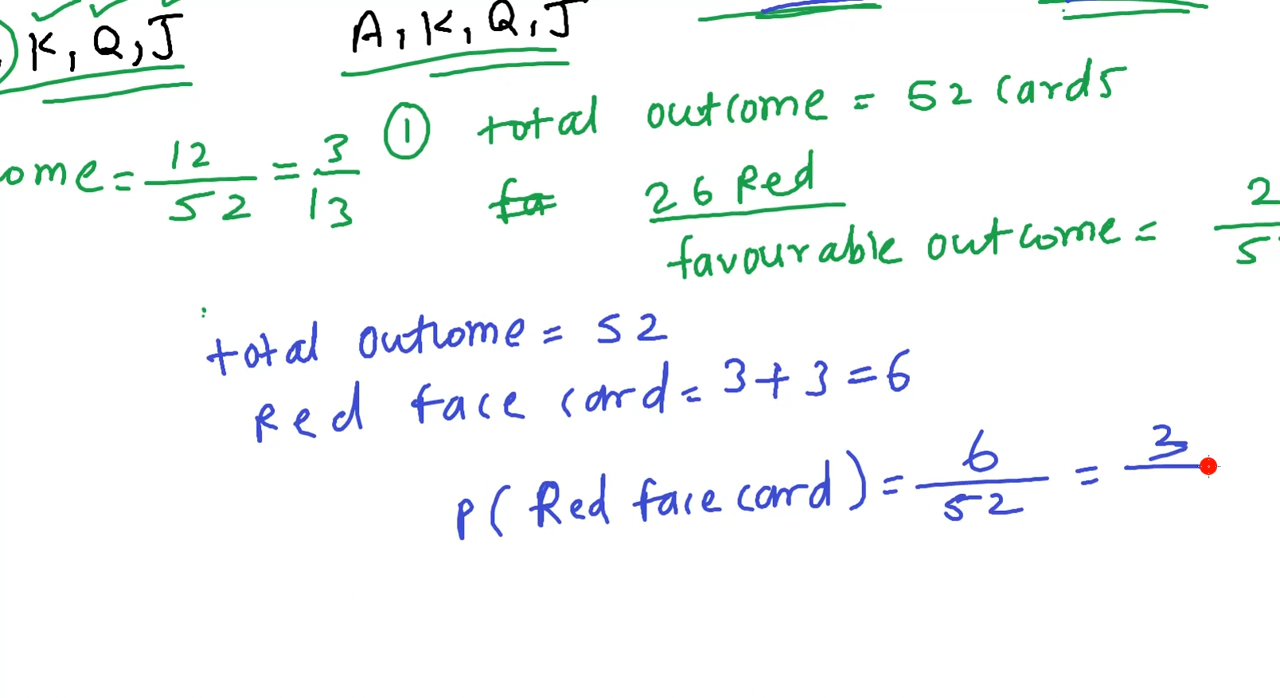 K, Q, J
A, K, Q, J
① total outcome = 52 cards
ome = 12/52 = 3/13
26 Red
favourable outcome =
total outcome = 52
Red face card = 3 + 3 = 6
P( Red face card ) = 6/52 = 3